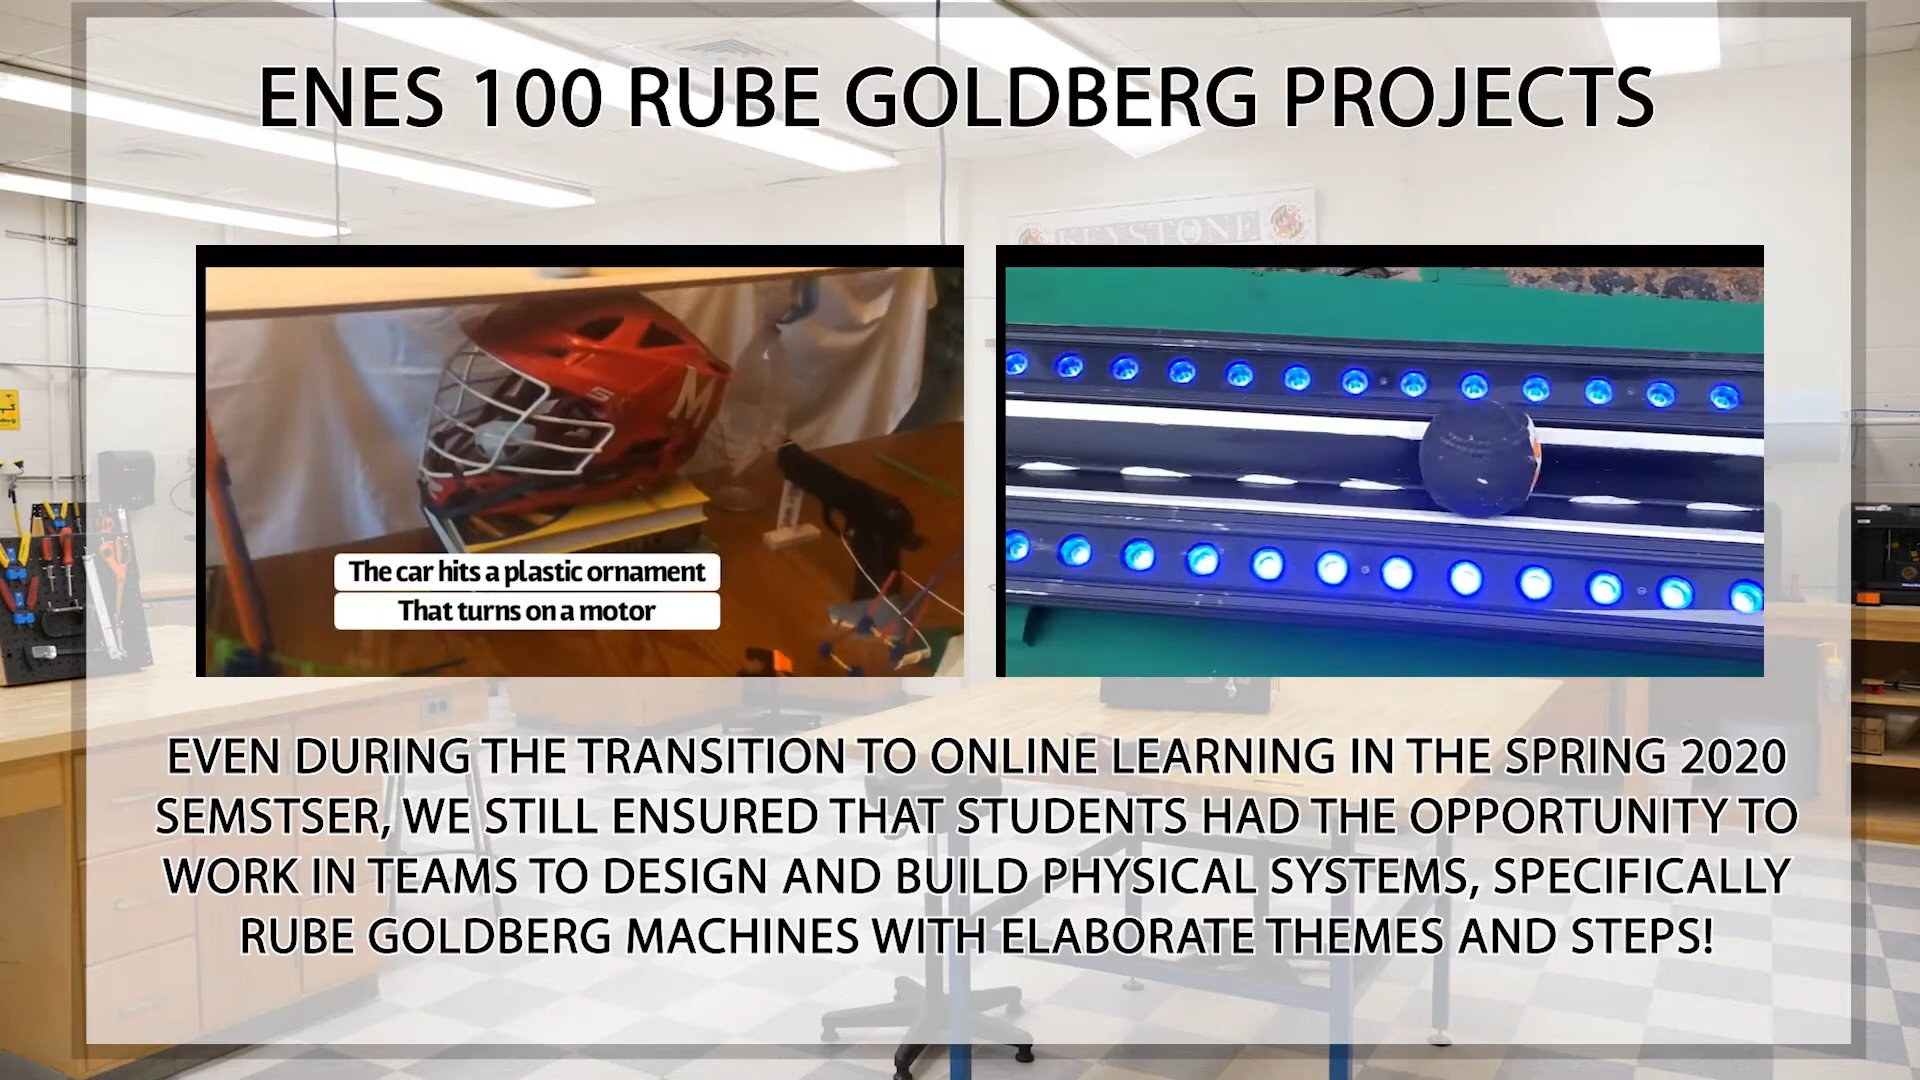 ENES 100 RUBE GOLDBERG PROJECTS
KEYSTONE
M
S
The car hits a plastic ornament
That turns on a motor
EVEN DURING THE TRANSITION TO ONLINE LEARNING IN THE SPRING 2020
SEMSTSER, WE STILL ENSURED THAT STUDENTS HAD THE OPPORTUNITY TO
WORK IN TEAMS TO DESIGN AND BUILD PHYSICAL SYSTEMS, SPECIFICALLY
RUBE GOLDBERG MACHINES WITH ELABORATE THEMES AND STEPS!